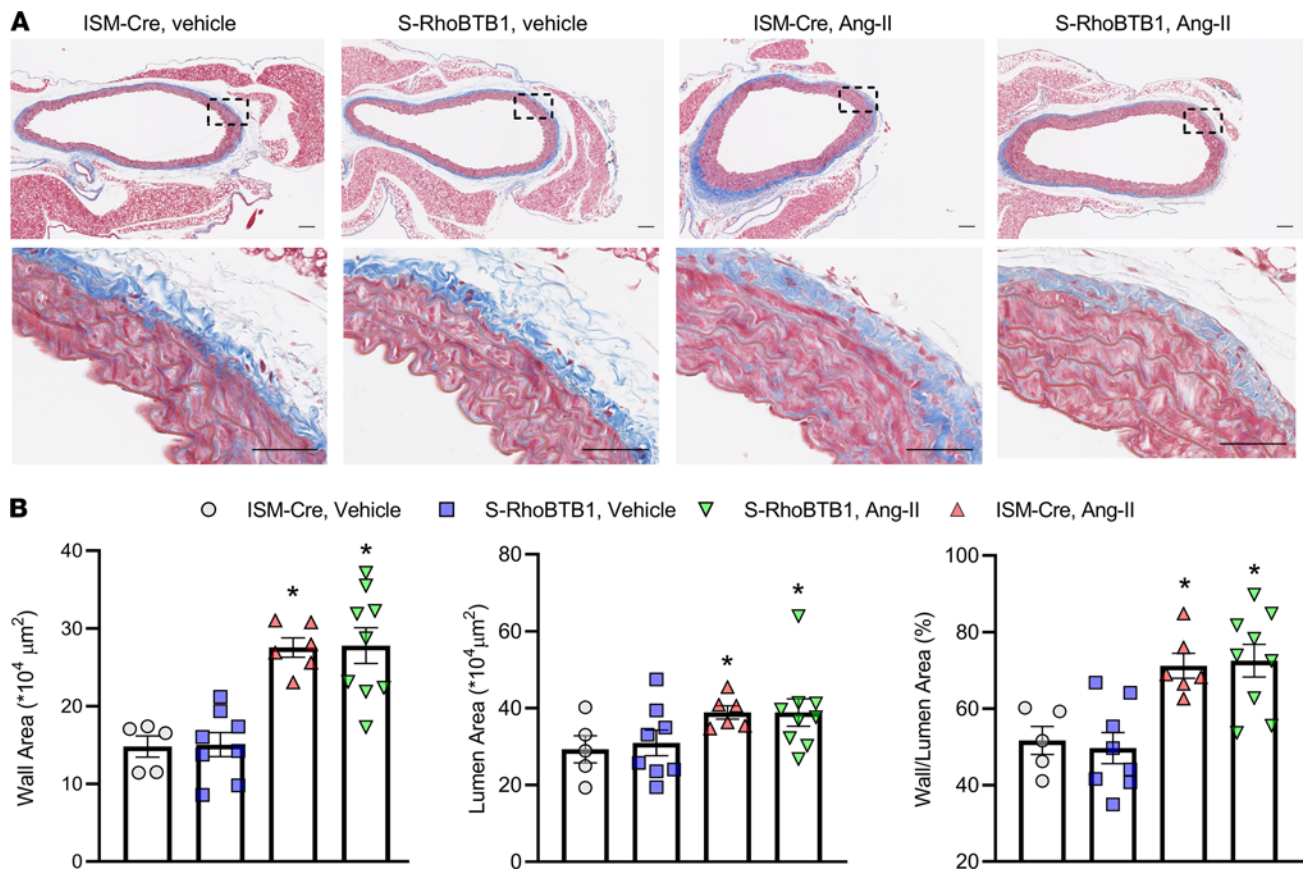 A
ISM-Cre, vehicle
S-RhoBTB1, vehicle
ISM-Cre, Ang-II
S-RhoBTB1, Ang-II
B
ISM-Cre, Vehicle
S-RhoBTB1, Vehicle
S-RhoBTB1, Ang-II
ISM-Cre, Ang-II
Wall Area (*10⁴ μm²)
40
30
20
10
0
*
*
Lumen Area (*10⁴μm²)
80
60
40
20
0
*
*
Wall/Lumen Area (%)
100
80
60
40
20
*
*